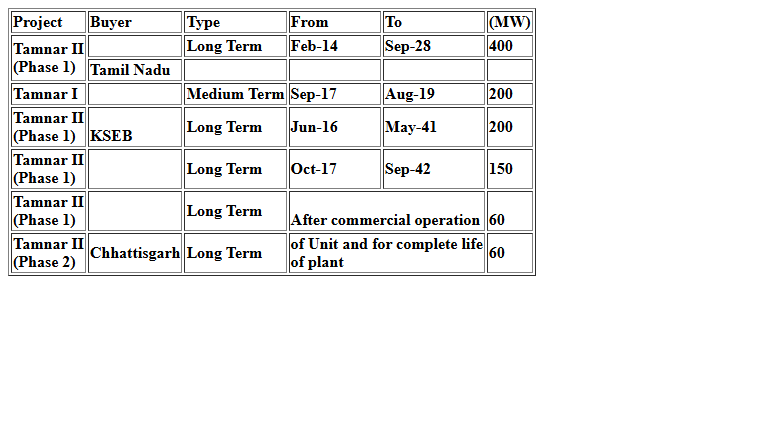 Project Buyer Type From To (MW)
Tamnar II (Phase 1) Long Term Feb-14 Sep-28 400
Tamil Nadu
Tamnar I Medium Term Sep-17 Aug-19 200
Tamnar II (Phase 1) KSEB Long Term Jun-16 May-41 200
Tamnar II (Phase 1) Long Term Oct-17 Sep-42 150
Tamnar II (Phase 1) Long Term After commercial operation 60
Tamnar II (Phase 2) Chhattisgarh Long Term of Unit and for complete life of plant 60